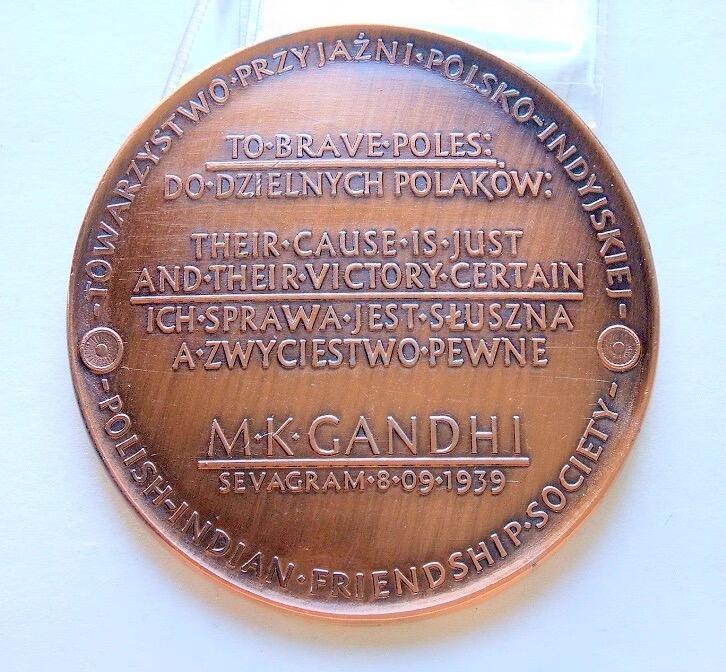 TOWARZYSTWO·PRZYJAŹNI·POLSKO-INDYJSKIEJ
TO·BRAVE·POLES:
DO·DZIELNYCH POLAKÓW:
THEIR·CAUSE·IS·JUST
AND·THEIR·VICTORY·CERTAIN
ICH·SPRAWA·JEST·SŁUSZNA
A·ZWYCIESTWO·PEWNE
M·K·GANDHI
SEVAGRAM·8·09·1939
POLISH-INDIAN·FRIENDSHIP·SOCIETY